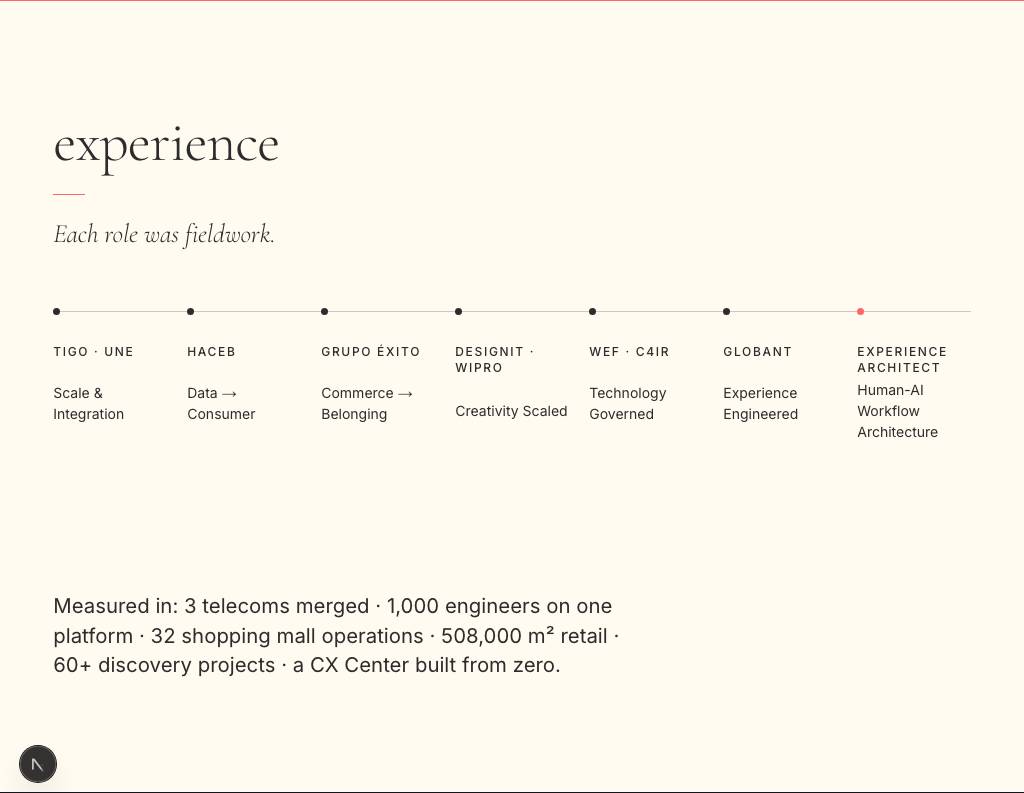 experience
Each role was fieldwork.
TIGO · UNE
Scale &
Integration
HACEB
Data →
Consumer
GRUPO ÉXITO
Commerce →
Belonging
DESIGNIT ·
WIPRO
Creativity Scaled
WEF · C4IR
Technology
Governed
GLOBANT
Experience
Engineered
EXPERIENCE
ARCHITECT
Human-AI
Workflow
Architecture
Measured in: 3 telecoms merged · 1,000 engineers on one
platform · 32 shopping mall operations · 508,000 m² retail ·
60+ discovery projects · a CX Center built from zero.